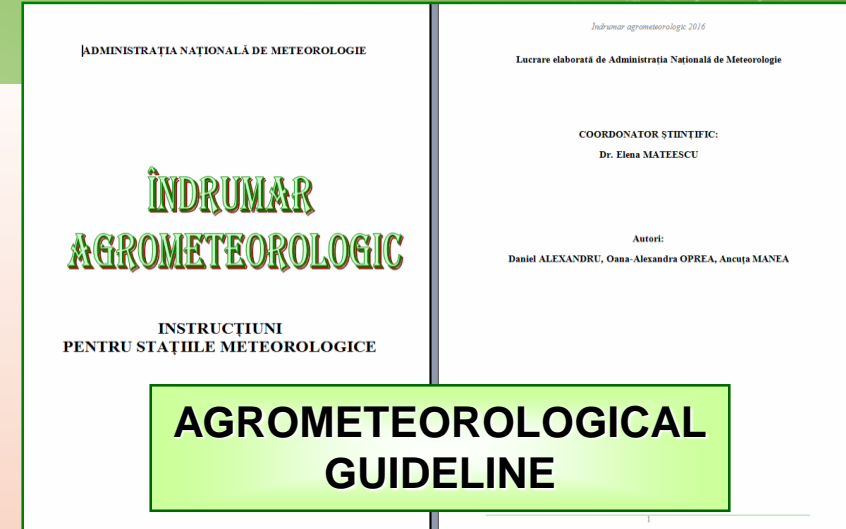 ADMINISTRAȚIA NAȚIONALĂ DE METEOROLOGIE
ÎNDRUMAR
AGROMETEOROLOGIC
INSTRUCȚIUNI
PENTRU STAȚIILE METEOROLOGICE
Îndrumar agrometeorologic 2016
Lucrare elaborată de Administrația Națională de Meteorologie
COORDONATOR ȘTIINȚIFIC:
Dr. Elena MATEESCU
Autori:
Daniel ALEXANDRU, Oana-Alexandra OPREA, Ancuța MANEA
1
AGROMETEOROLOGICAL
GUIDELINE